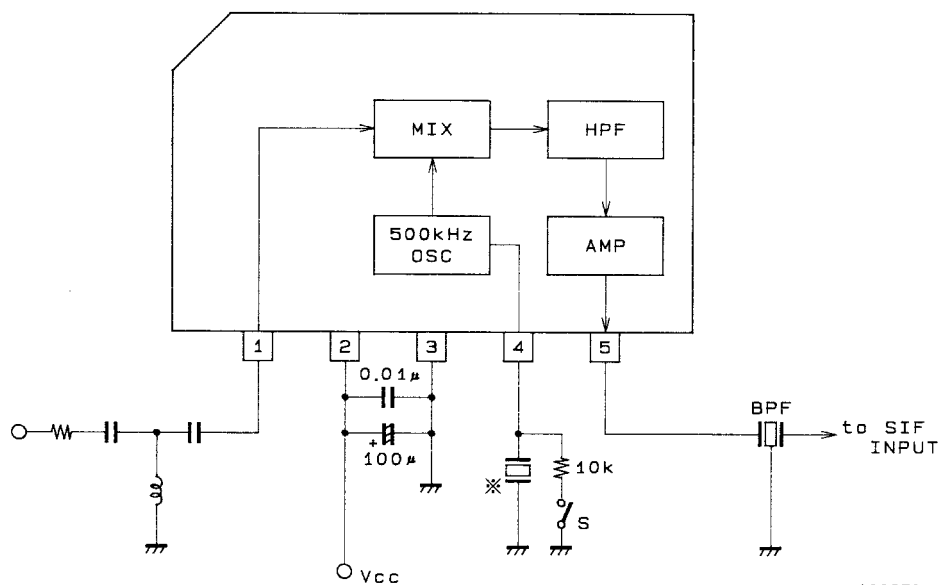 MIX
HPF
500kHz
OSC
AMP
1
2
3
4
5
0.01μ
+
100μ
Vcc
※
10k
S
BPF
to SIF
INPUT